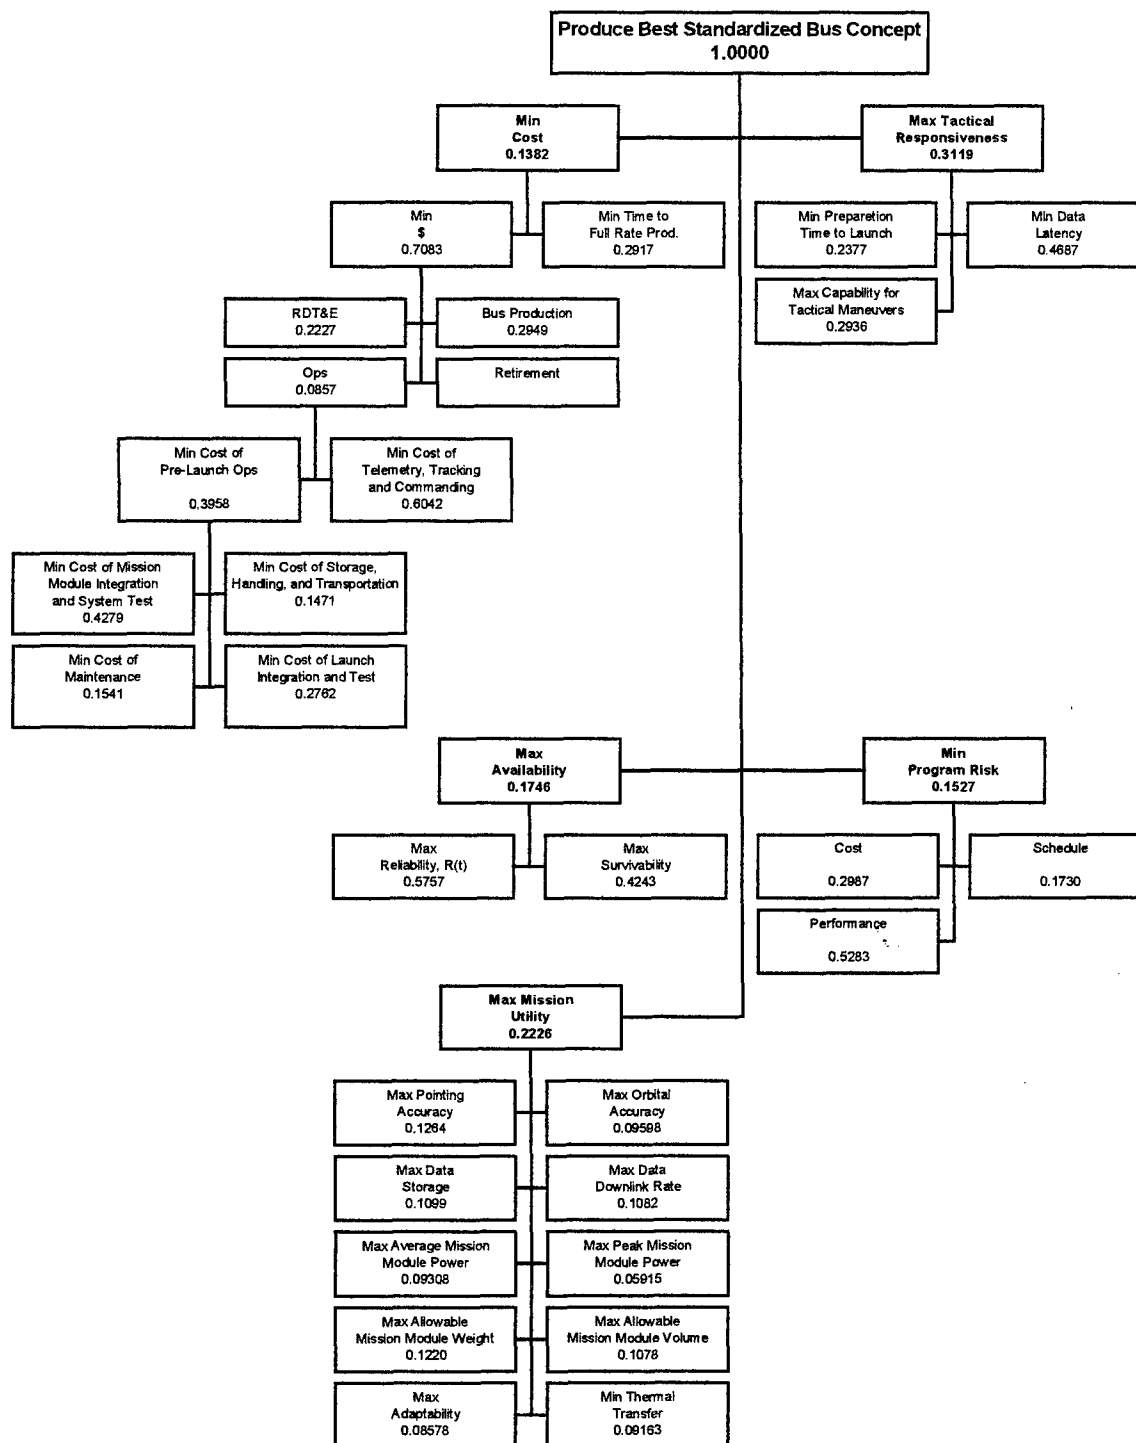 Produce Best Standardized Bus Concept
1.0000
Min
Cost
0.1382
Max Tactical
Responsiveness
0.3119
Min
$
0.7083
Min Time to
Full Rate Prod.
0.2917
Min Preparetion
Time to Launch
0.2377
Min Data
Latency
0.4687
Max Capability for
Tactical Maneuvers
0.2936
RDT&E
0.2227
Bus Production
0.2949
Ops
0.0857
Retirement
Min Cost of
Pre-Launch Ops
0.3958
Min Cost of
Telemetry, Tracking
and Commanding
0.6042
Min Cost of Mission
Module Integration
and System Test
0.4279
Min Cost of Storage,
Handling, and Transportation
0.1471
Min Cost of
Maintenance
0.1541
Min Cost of Launch
Integration and Test
0.2762
Max
Availability
0.1746
Min
Program Risk
0.1527
Max
Reliability, R(t)
0.5757
Max
Survivability
0.4243
Cost
0.2987
Schedule
0.1730
Performance
0.5283
Max Mission
Utility
0.2226
Max Pointing
Accuracy
0.1264
Max Orbital
Accuracy
0.09598
Max Data
Storage
0.1099
Max Data
Downlink Rate
0.1082
Max Average Mission
Module Power
0.09308
Max Peak Mission
Module Power
0.05915
Max Allowable
Mission Module Weight
0.1220
Max Allowable
Mission Module Volume
0.1078
Max
Adaptability
0.08578
Min Thermal
Transfer
0.09163